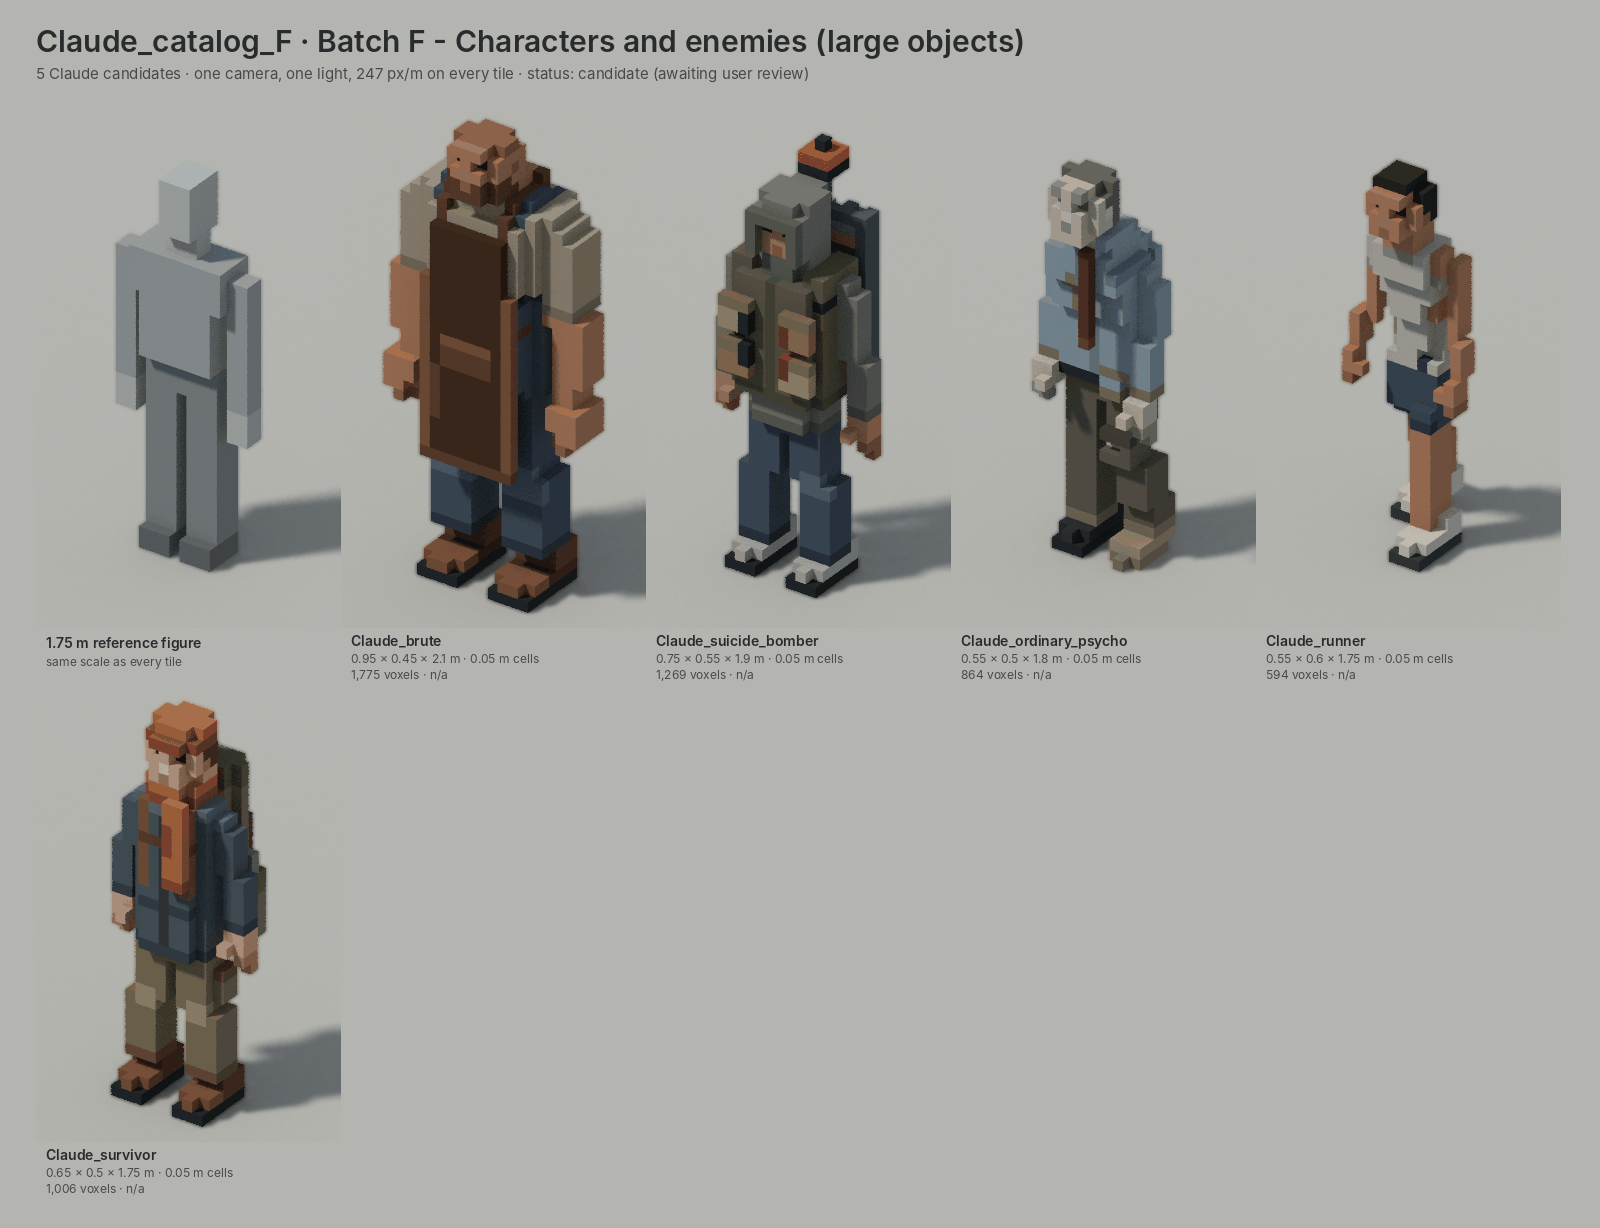 Claude_catalog_F · Batch F - Characters and enemies (large objects)
5 Claude candidates · one camera, one light, 247 px/m on every tile · status: candidate (awaiting user review)
1.75 m reference figure
same scale as every tile
Claude_brute
0.95 × 0.45 × 2.1 m · 0.05 m cells
1,775 voxels · n/a
Claude_suicide_bomber
0.75 × 0.55 × 1.9 m · 0.05 m cells
1,269 voxels · n/a
Claude_ordinary_psycho
0.55 × 0.5 × 1.8 m · 0.05 m cells
864 voxels · n/a
Claude_runner
0.55 × 0.6 × 1.75 m · 0.05 m cells
594 voxels · n/a
Claude_survivor
0.65 × 0.5 × 1.75 m · 0.05 m cells
1,006 voxels · n/a